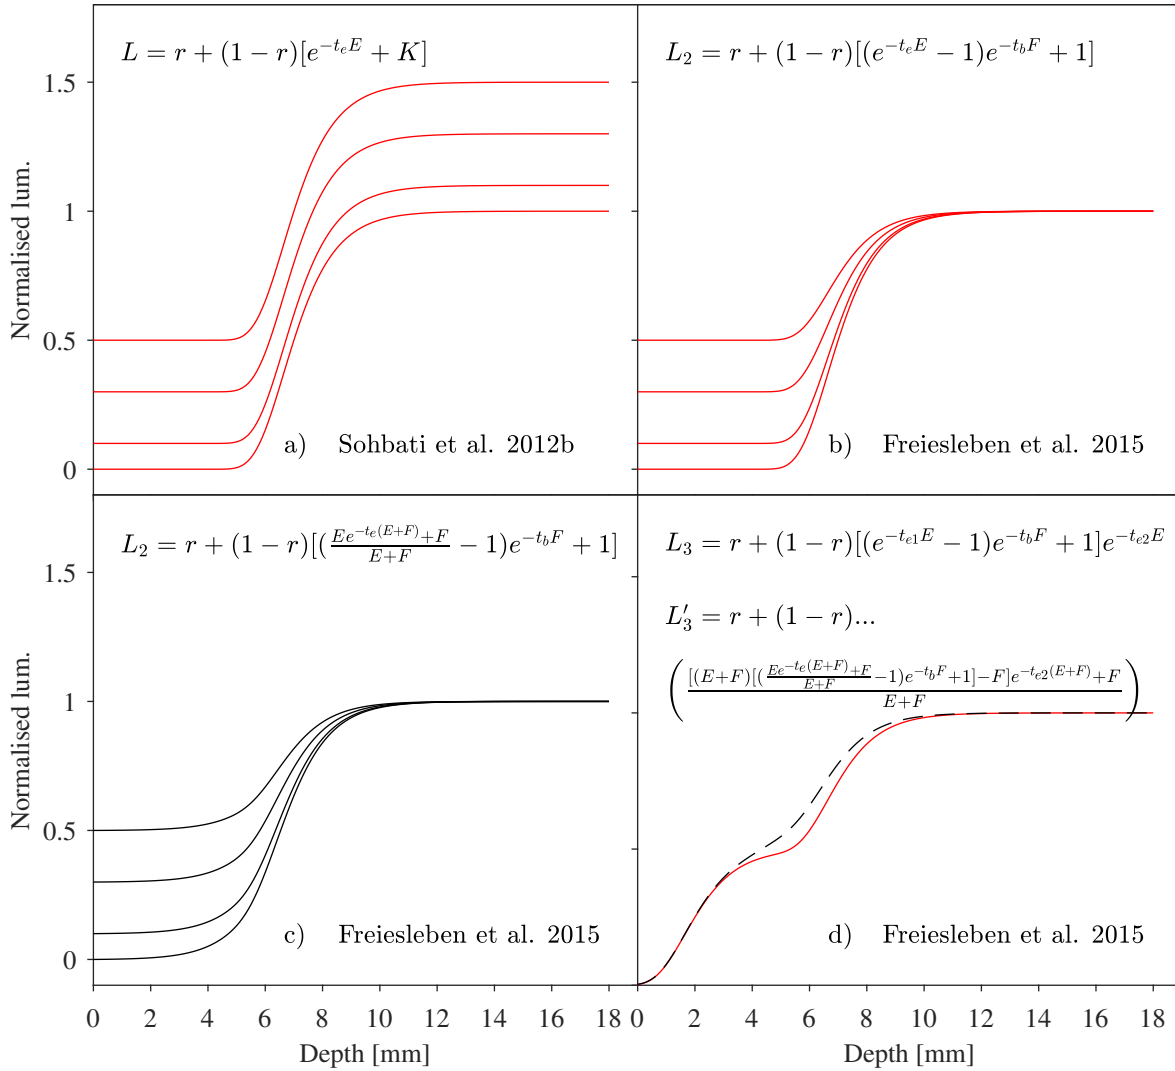 L = r + (1 − r)[e^{−t_e E} + K]
1.5
1
0.5
0
Normalised lum.
a) Sohbati et al. 2012b
L_2 = r + (1 − r)[(e^{−t_e E} − 1)e^{−t_b F} + 1]
b) Freiesleben et al. 2015
L_2 = r + (1 − r)[(\frac{Ee^{−t_e(E+F)}+F}{E+F} − 1)e^{−t_b F} + 1]
1.5
1
0.5
0
Normalised lum.
c) Freiesleben et al. 2015
0 2 4 6 8 10 12 14 16 18
Depth [mm]
L_3 = r + (1 − r)[(e^{−t_{e1} E} − 1)e^{−t_b F} + 1]e^{−t_{e2} E}
L'_3 = r + (1 − r)...
(\frac{[(E+F)[(\frac{Ee^{−t_e(E+F)}+F}{E+F}−1)e^{−t_b F}+1]−F]e^{−t_{e2}(E+F)}+F}{E+F})
d) Freiesleben et al. 2015
0 2 4 6 8 10 12 14 16 18
Depth [mm]